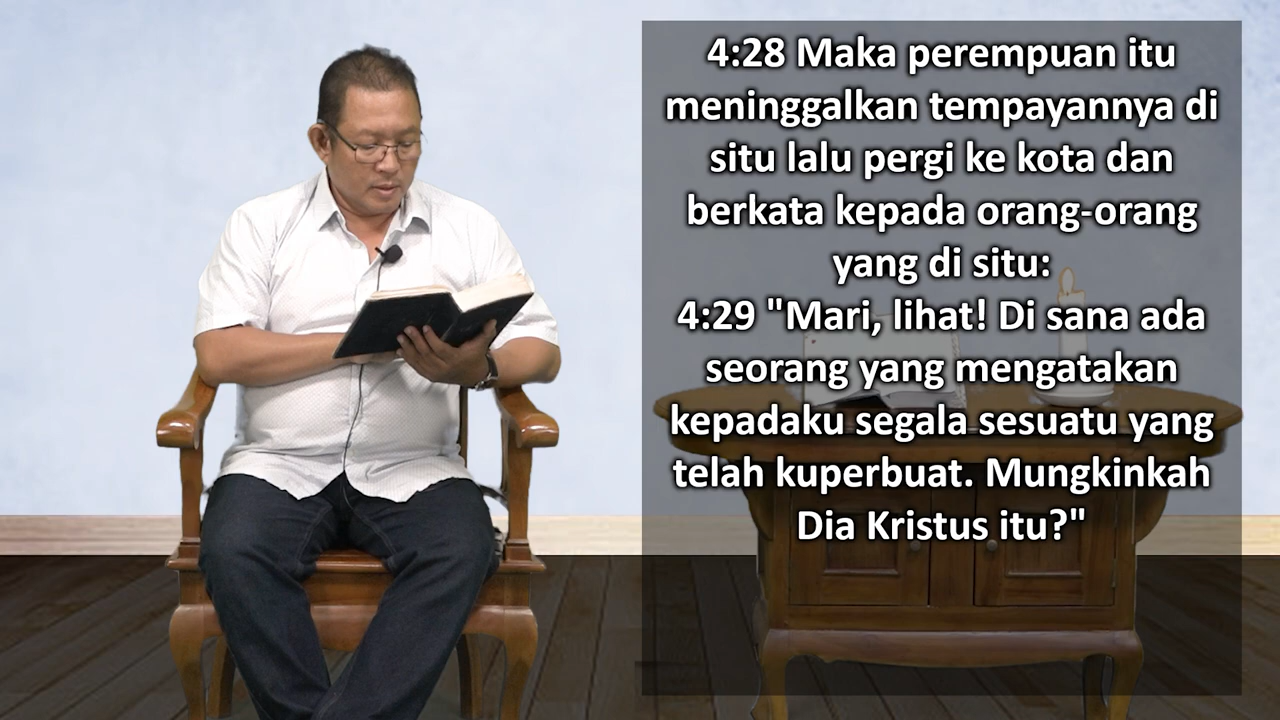 4:28 Maka perempuan itu
meninggalkan tempayannya di
situ lalu pergi ke kota dan
berkata kepada orang-orang
yang di situ:
4:29 "Mari, lihat! Di sana ada
seorang yang mengatakan
kepadaku segala sesuatu yang
telah kuperbuat. Mungkinkah
Dia Kristus itu?"